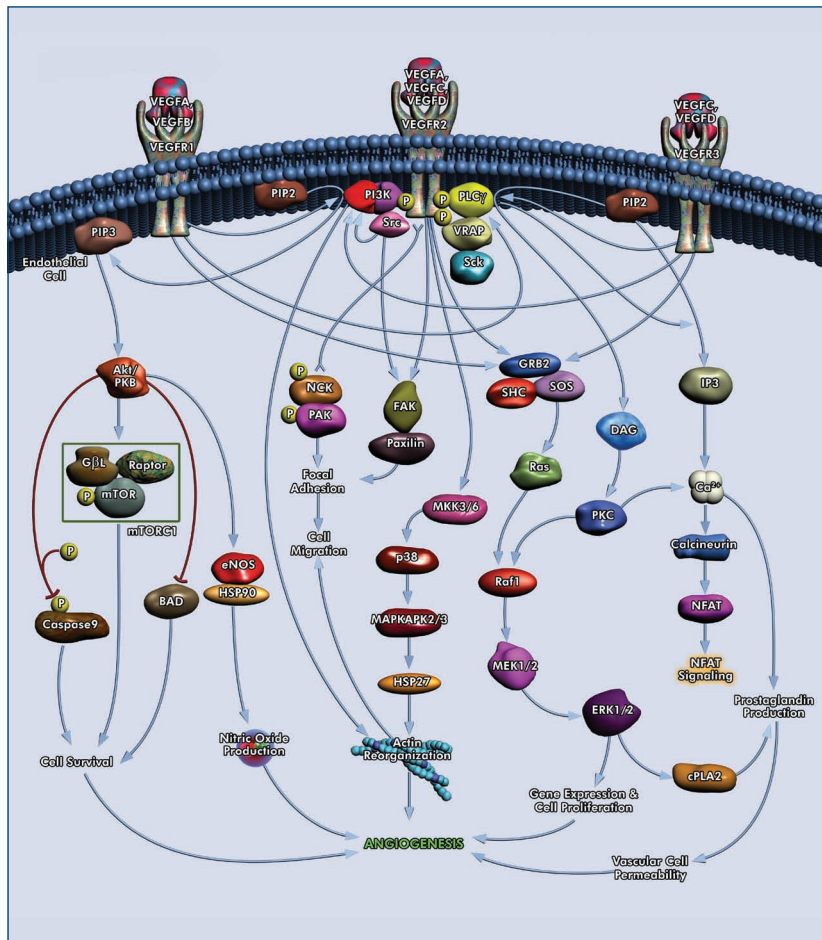 VEGFA,
VEGFB
VEGFR1
VEGFA,
VEGFC,
VEGFD
VEGFR2
VEGFC,
VEGFD
VEGFR3
PIP2
PI3K
P
P
PLCγ
PIP2
PIP3
Src
P
VRAP
Endothelial
Cell
Sck
Akt/
PKB
P
NCK
P
PAK
FAK
Paxilin
GRB2
SHC
SOS
IP3
DAG
GβL
Raptor
P
mTOR
mTORC1
Focal
Adhesion
Ras
Ca2+
MKK3/6
PKC
Cell
Migration
Calcineurin
P
eNOS
HSP90
p38
Raf1
P
Caspase9
BAD
NFAT
MAPKAPK2/3
MEK1/2
NFAT
Signaling
HSP27
ERK1/2
Prostaglandin
Production
Nitric Oxide
Production
Actin
Reorganization
Cell Survival
cPLA2
Gene Expression &
Cell Proliferation
ANGIOGENESIS
Vascular Cell
Permeability